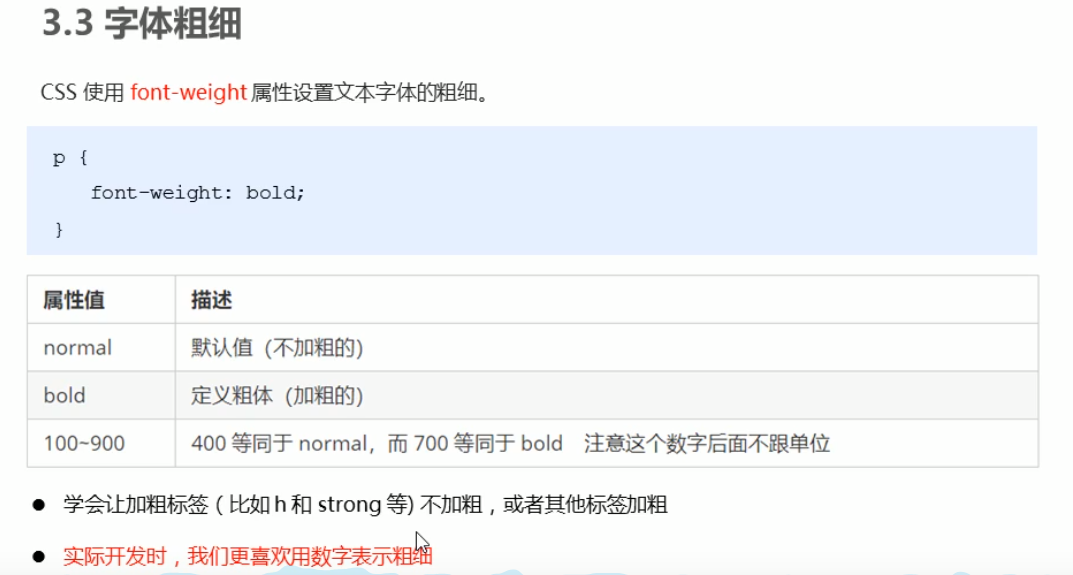 3.3 字体粗细
CSS 使用 font-weight 属性设置文本字体的粗细。
p {
font-weight: bold;
}
属性值 描述
normal 默认值（不加粗的）
bold 定义粗体（加粗的）
100~900 400 等同于 normal，而 700 等同于 bold 注意这个数字后面不跟单位
● 学会让加粗标签 ( 比如 h 和 strong 等) 不加粗，或者其他标签加粗
● 实际开发时，我们更喜欢用数字表示粗细